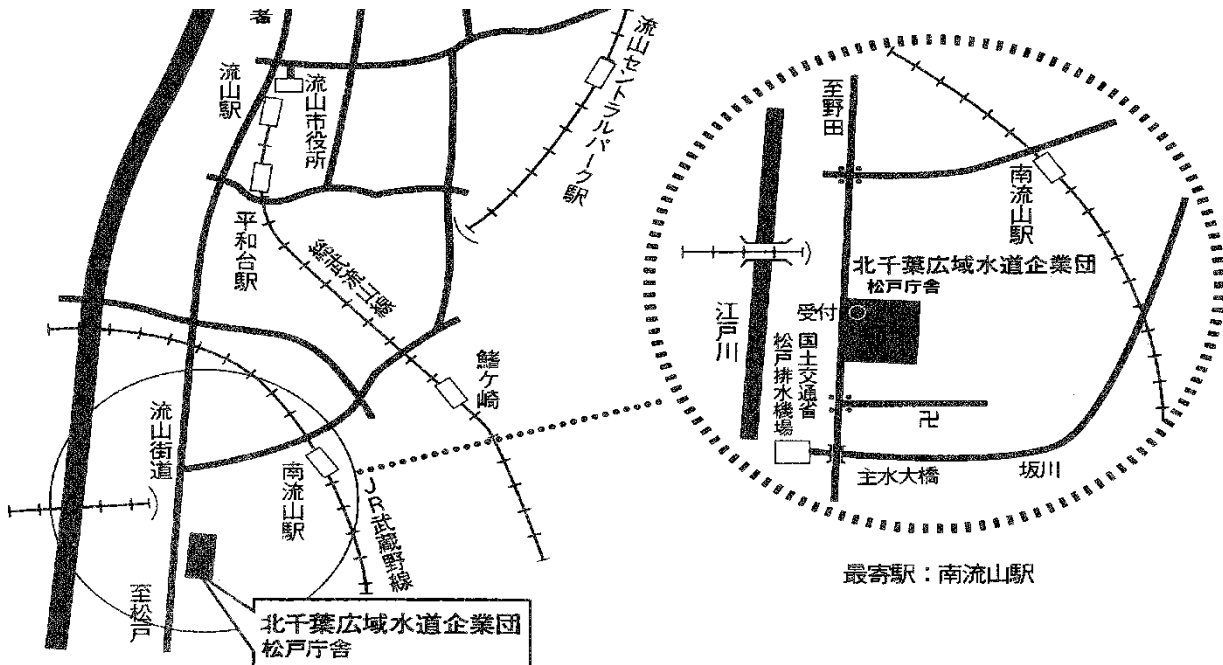 流山駅
流山市役所
流山セントラルパーク駅
平和台駅
総武流山線
鰭ヶ崎
流山街道
南流山駅
JR武蔵野線
至松戸
北千葉広域水道企業団
松戸庁舎
至野田
南流山駅
北千葉広域水道企業団
松戸庁舎
受付
江戸川
国土交通省
松戸排水機場
卍
主水大橋
坂川
最寄駅：南流山駅